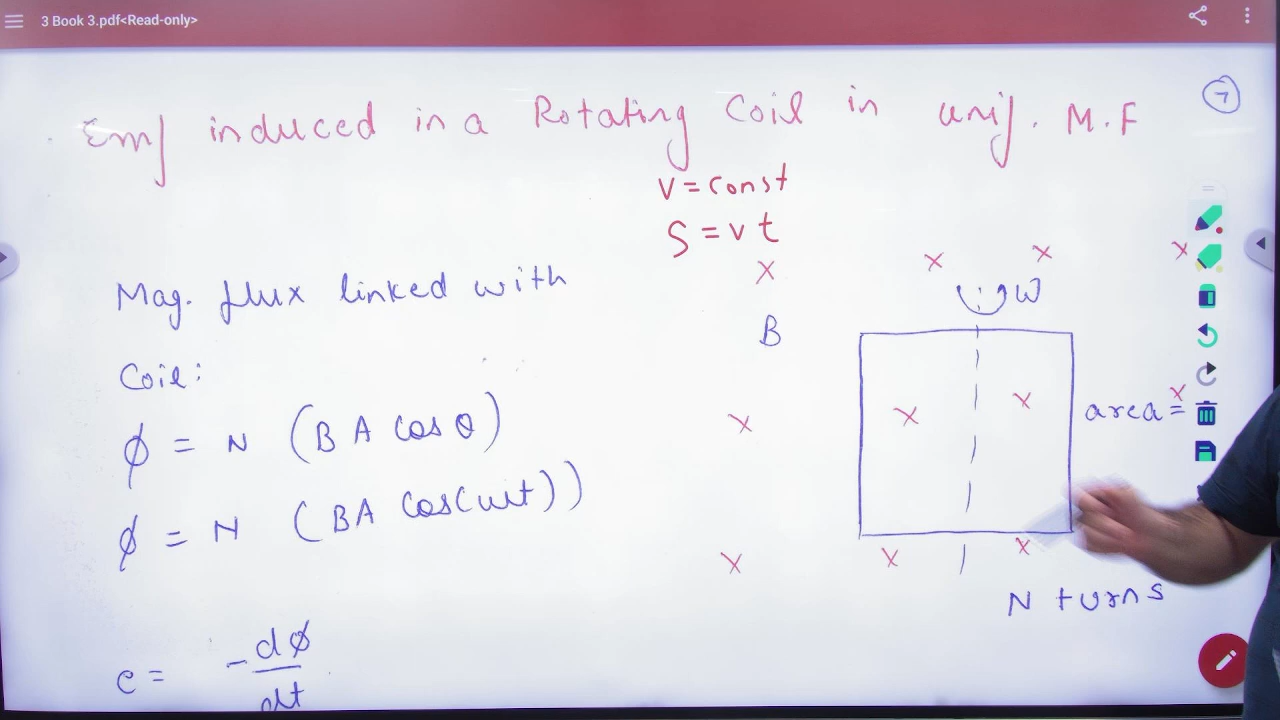 3 Book 3.pdf<Read-only>
7
Emf induced in a Rotating Coil in unif. M.F
v = const
S = v t
Mag. flux linked with
Coil:
ϕ = N (B A Cos θ)
ϕ = N (BA Cos(ωt))
e = -dϕ/dt
x x x x
ω
B
x x x x
area =
x x x
N turns